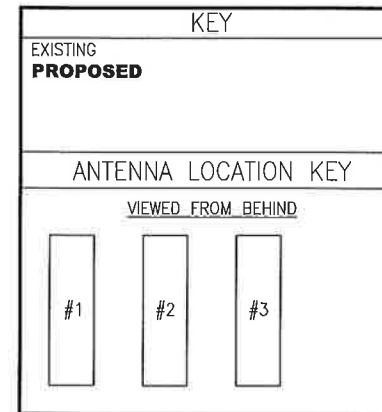 KEY
EXISTING
PROPOSED
ANTENNA LOCATION KEY
VIEWED FROM BEHIND
#1 #2 #3